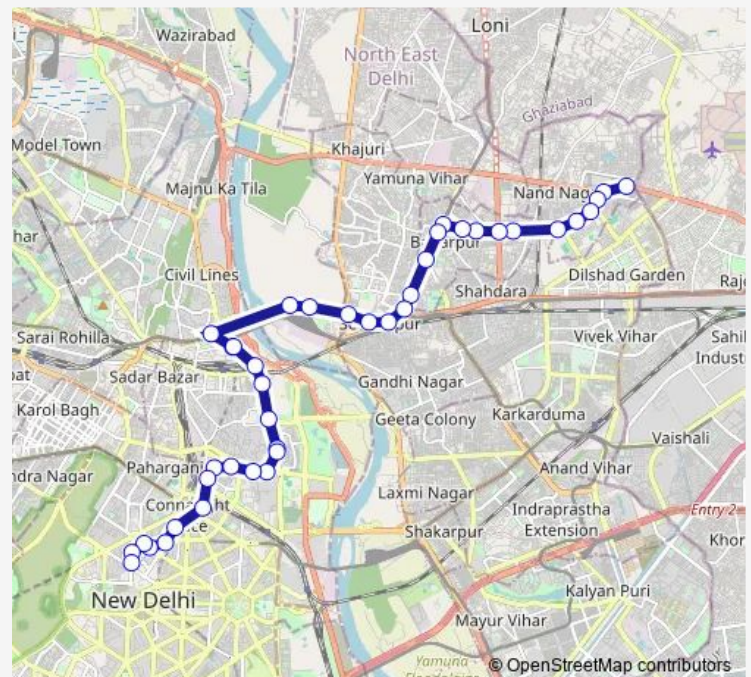 Loni
Wazirabad
North East
Delhi
Ghaziabad
Model Town
Khajuri
Yamuna Vihar
Majnu Ka Tila
Nand Nag
Civil Lines
Dilshad Garden
Shahdara
Sarai Rohilla
Vivek Vihar
Sadar Bazar
Gandhi Nagar
Karol Bagh
Geeta Colony
Karkarduma
Vaishali
Paharganj
Anand Vihar
Laxmi Nagar
Indraprastha
Extension
Entry 2
Shakarpur
New Delhi
Kalyan Puri
Mayur Vihar
Yamuna
© OpenStreetMap contributors